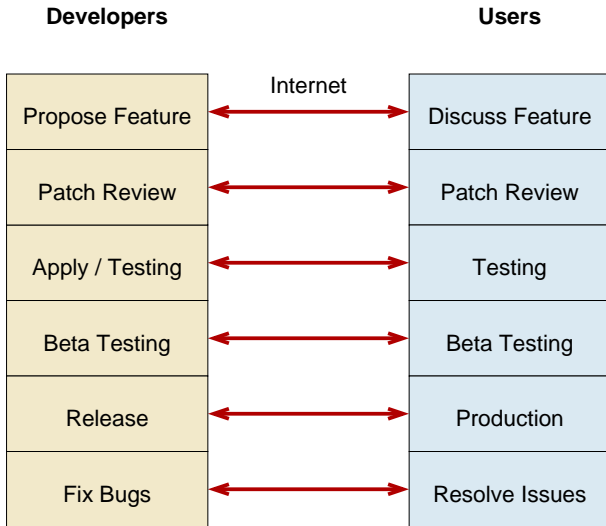 Developers Users
Internet
Propose Feature Discuss Feature
Patch Review Patch Review
Apply / Testing Testing
Beta Testing Beta Testing
Release Production
Fix Bugs Resolve Issues